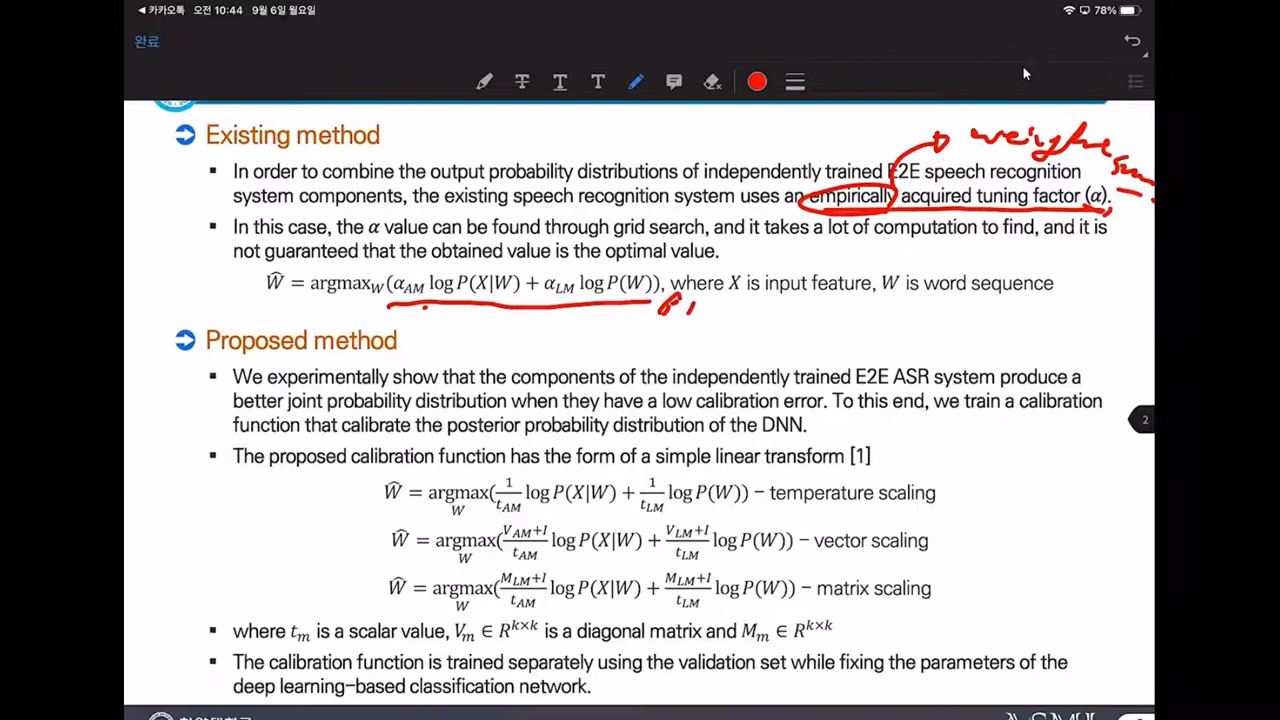 ◀ 카카오톡 오전 10:44 9월 6일 월요일 78%
완료
Existing method
weighe sum
▪ In order to combine the output probability distributions of independently trained E2E speech recognition
system components, the existing speech recognition system uses an empirically acquired tuning factor (α).
▪ In this case, the α value can be found through grid search, and it takes a lot of computation to find, and it is
not guaranteed that the obtained value is the optimal value.
Ŵ = argmax_W(α_AM log P(X|W) + α_LM log P(W)), where X is input feature, W is word sequence
Proposed method
▪ We experimentally show that the components of the independently trained E2E ASR system produce a
better joint probability distribution when they have a low calibration error. To this end, we train a calibration
function that calibrate the posterior probability distribution of the DNN.
2
▪ The proposed calibration function has the form of a simple linear transform [1]
Ŵ = argmax_W(1/t_AM log P(X|W) + 1/t_LM log P(W)) − temperature scaling
Ŵ = argmax_W((V_AM+I)/t_AM log P(X|W) + (V_LM+I)/t_LM log P(W)) − vector scaling
Ŵ = argmax_W((M_LM+I)/t_AM log P(X|W) + (M_LM+I)/t_LM log P(W)) − matrix scaling
▪ where t_m is a scalar value, V_m ∈ R^{k×k} is a diagonal matrix and M_m ∈ R^{k×k}
▪ The calibration function is trained separately using the validation set while fixing the parameters of the
deep learning-based classification network.